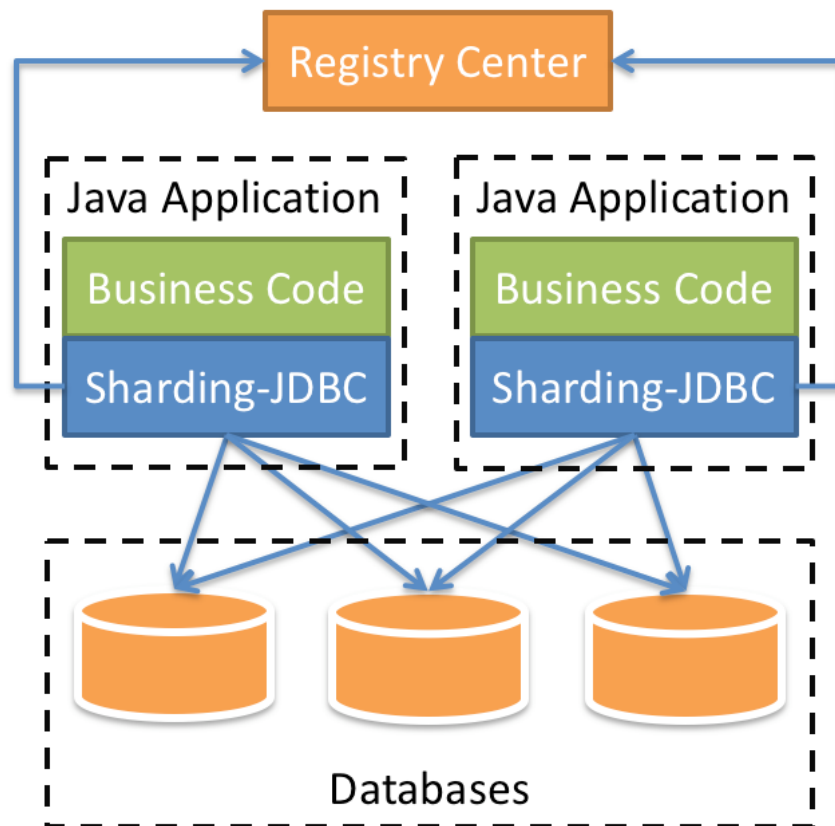 Registry Center
Java Application
Java Application
Business Code
Business Code
Sharding-JDBC
Sharding-JDBC
Databases